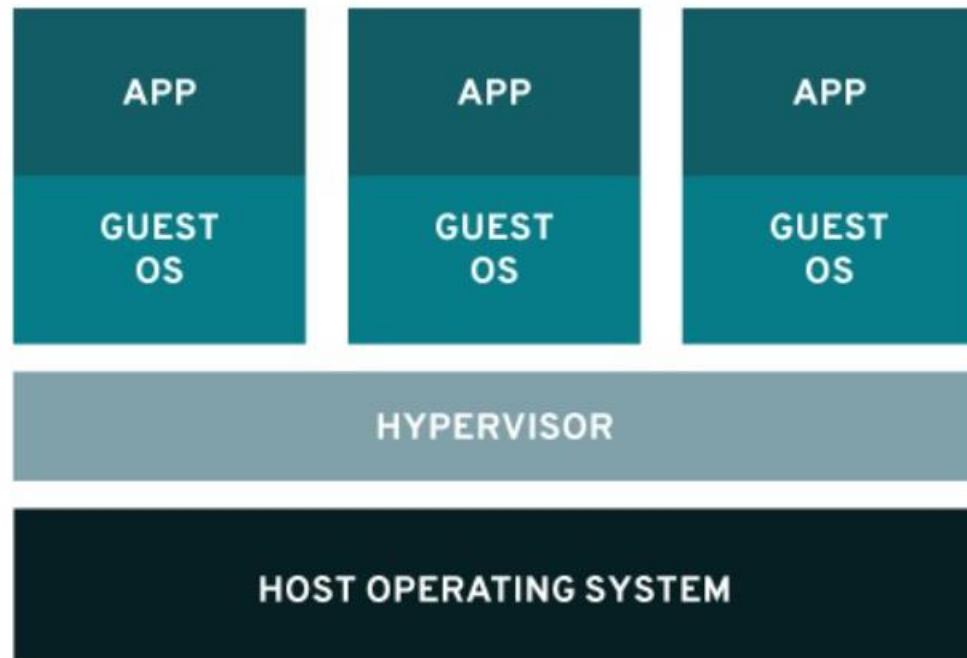 APP
APP
APP
GUEST
OS
GUEST
OS
GUEST
OS
HYPERVISOR
HOST OPERATING SYSTEM